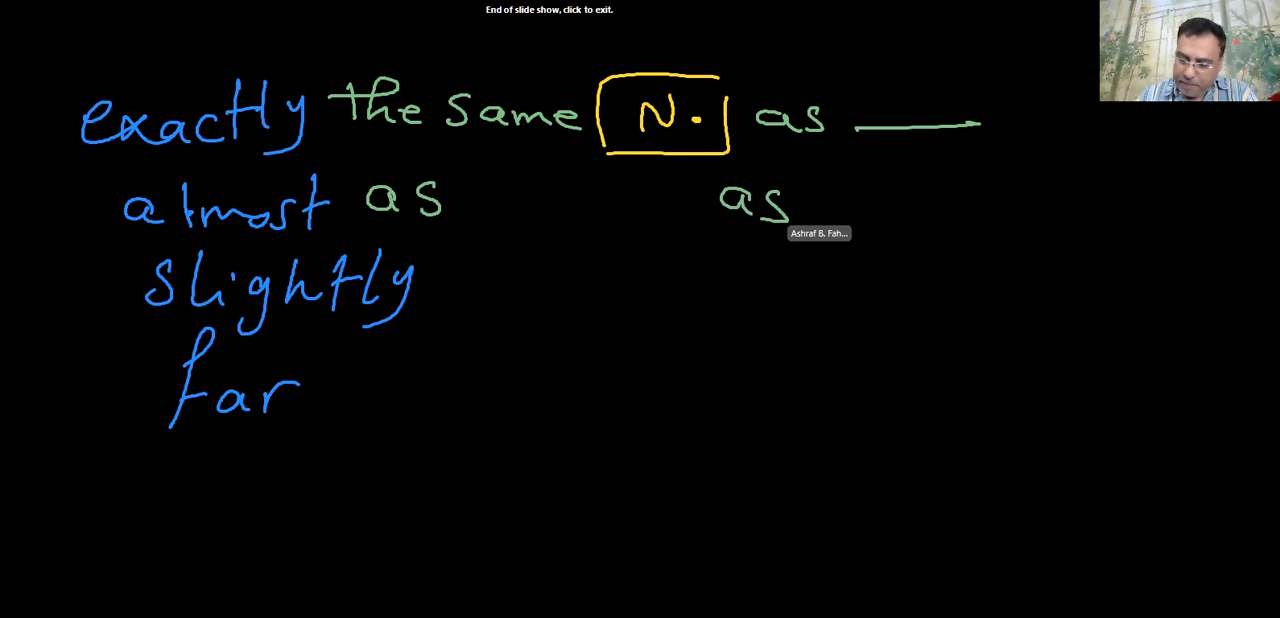 End of slide show, click to exit.
exactly the same N. as
almost as as
Ashraf B. Fah...
slightly
far